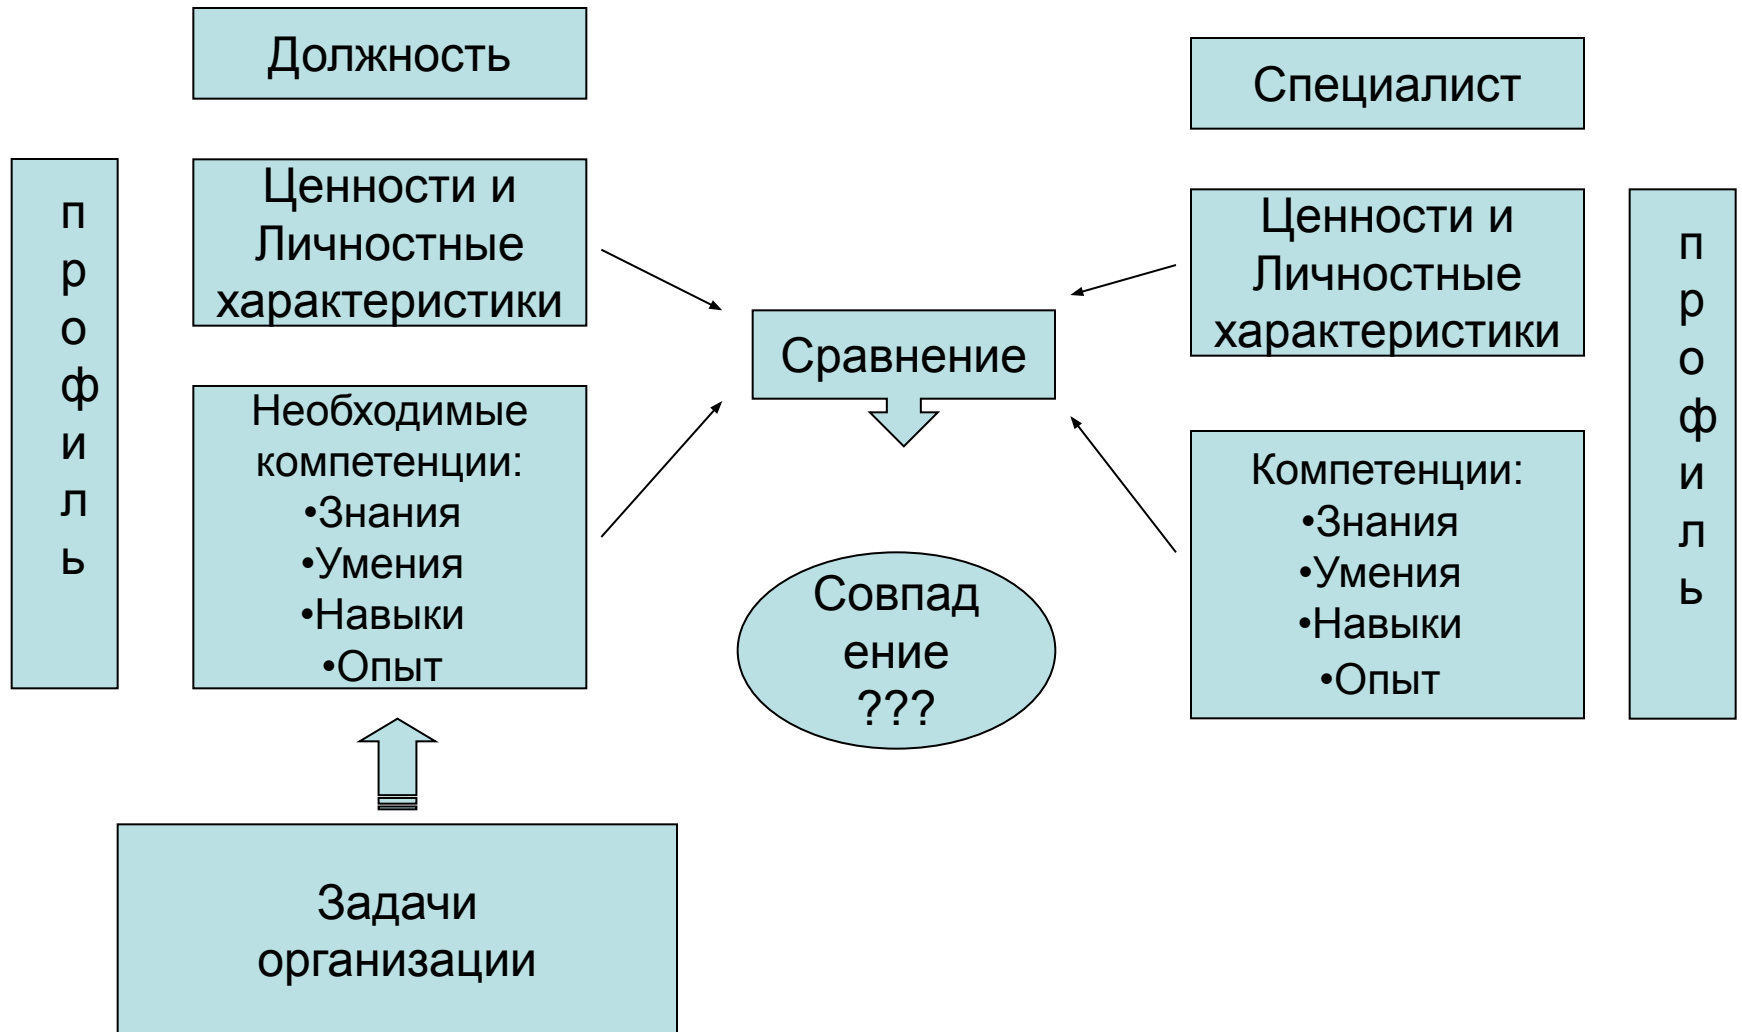 Должность
Специалист
п
р
о
ф
и
л
ь
Ценности и
Личностные
характеристики
Необходимые
компетенции:
•Знания
•Умения
•Навыки
•Опыт
Сравнение
Совпад
ение
???
Ценности и
Личностные
характеристики
Компетенции:
•Знания
•Умения
•Навыки
•Опыт
п
р
о
ф
и
л
ь
Задачи
организации